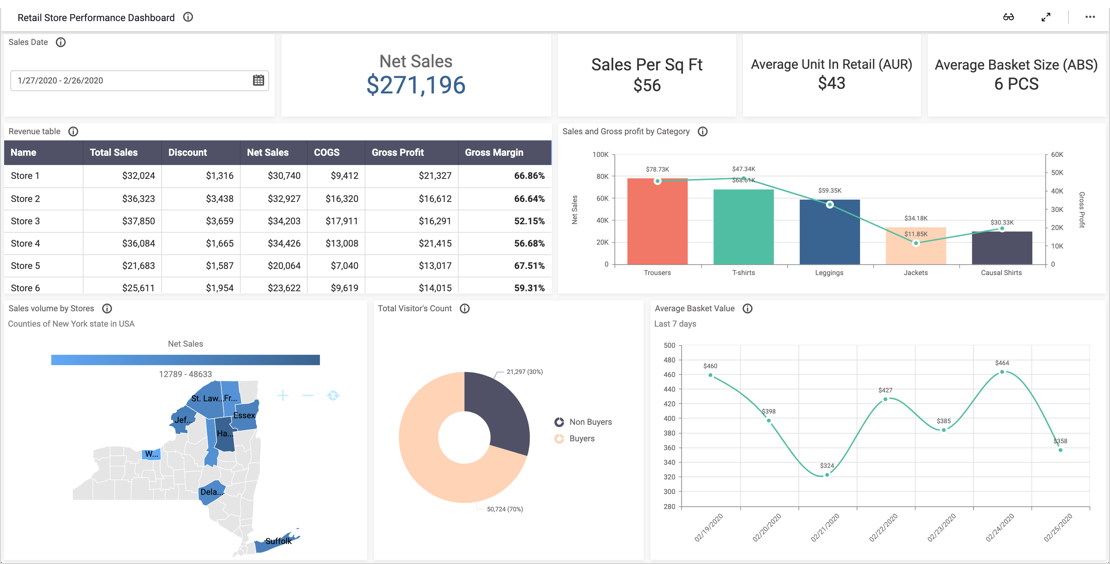 Retail Store Performance Dashboard
Sales Date
1/27/2020 - 2/26/2020
Net Sales
$271,196
Sales Per Sq Ft
$56
Average Unit In Retail (AUR)
$43
Average Basket Size (ABS)
6 PCS
Revenue table
Name Total Sales Discount Net Sales COGS Gross Profit Gross Margin
Store 1 $32,024 $1,316 $30,740 $9,412 $21,327 66.86%
Store 2 $36,323 $3,438 $32,927 $16,320 $16,612 66.64%
Store 3 $37,850 $3,659 $34,203 $17,911 $16,291 52.15%
Store 4 $36,084 $1,665 $34,426 $13,008 $21,415 56.68%
Store 5 $21,683 $1,587 $20,064 $7,040 $13,017 67.51%
Store 6 $25,611 $1,954 $23,622 $9,619 $14,015 59.31%
Sales and Gross profit by Category
Net Sales
100K
80K
60K
40K
20K
0
$78.73K
$47.34K
$59.35K
$34.18K
$11.85K
$30.33K
60K
50K
40K
30K
20K
10K
0
Gross Profit
Trousers T-shirts Leggings Jackets Causal Shirts
Sales volume by Stores
Counties of New York state in USA
Net Sales
12789 - 48633
St. Law... Fr...
Jef...
Essex
Ha...
W...
Dela...
Suffolk
Total Visitor's Count
21,297 (30%)
50,724 (70%)
Non Buyers
Buyers
Average Basket Value
Last 7 days
500
480
460
440
420
400
380
360
340
320
300
280
$460
$398
$324
$427
$385
$464
$358
02/19/2020 02/20/2020 02/21/2020 02/22/2020 02/23/2020 02/24/2020 02/25/2020